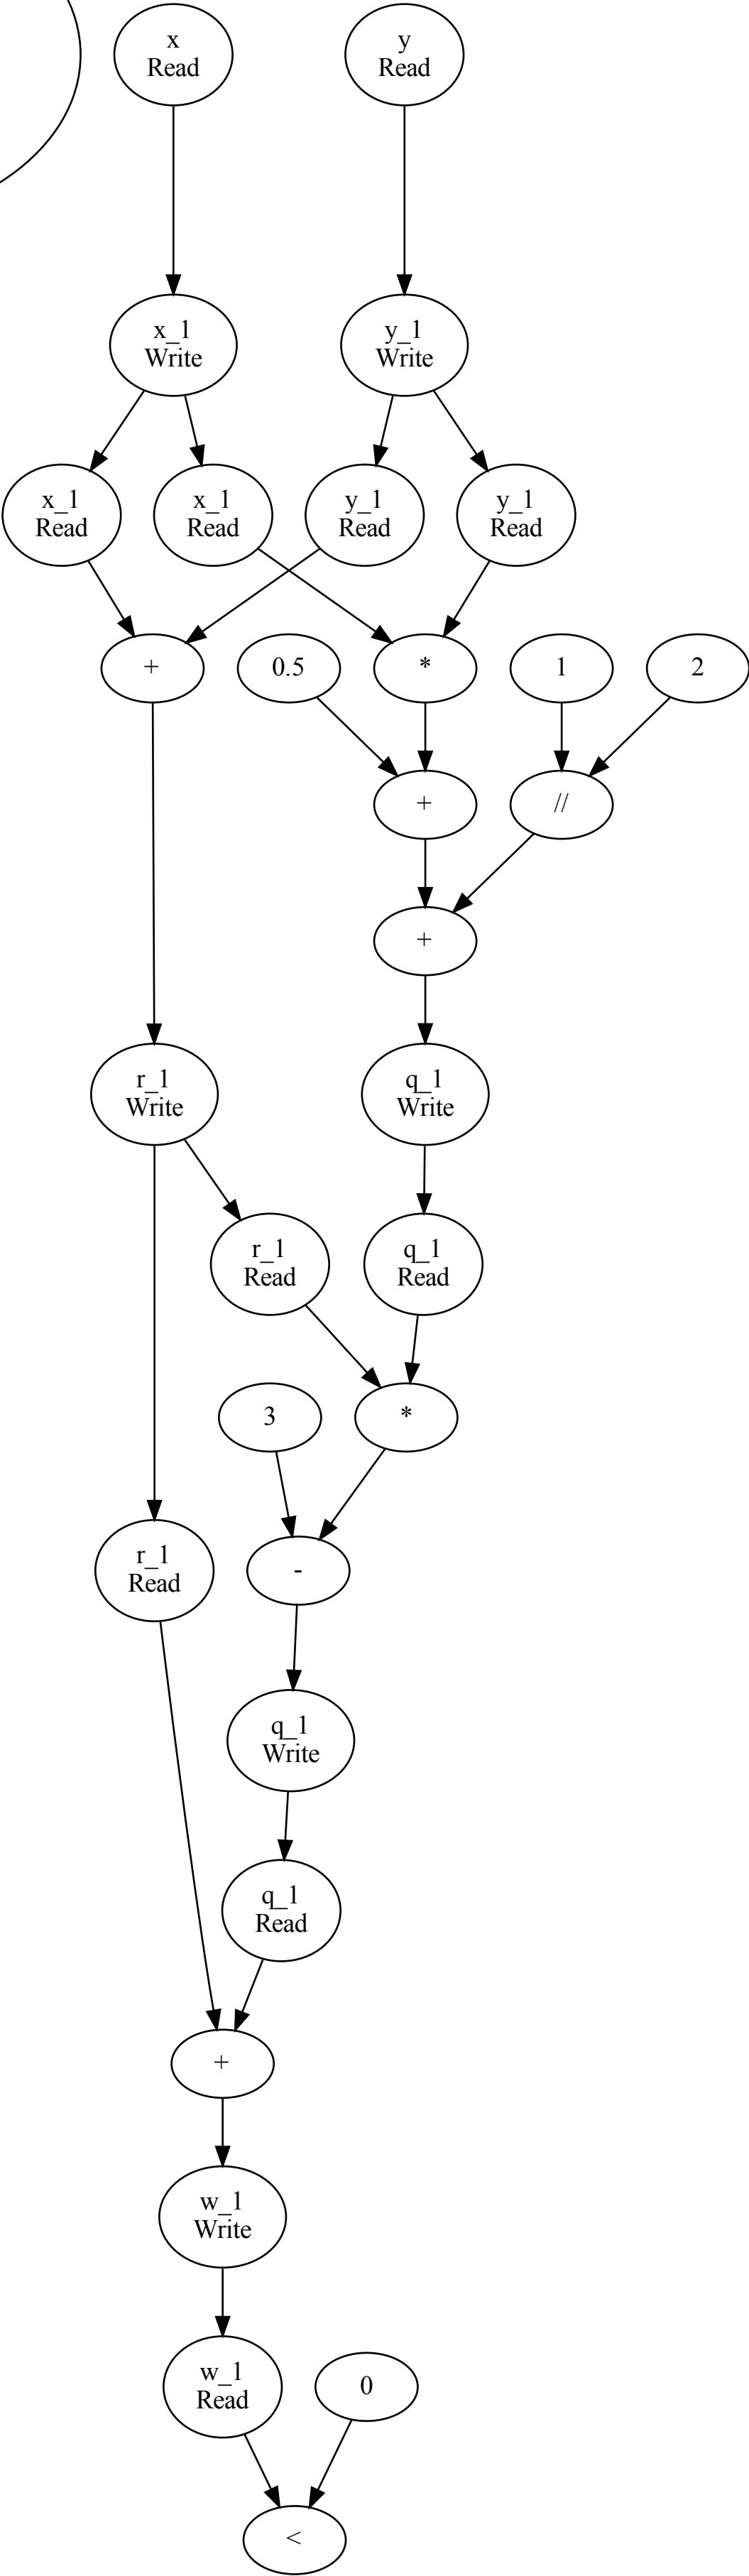 x
Read
y
Read
x_1
Write
y_1
Write
x_1
Read
x_1
Read
y_1
Read
y_1
Read
+
0.5
*
1
2
+
//
+
r_1
Write
q_1
Write
r_1
Read
q_1
Read
3
*
r_1
Read
-
q_1
Write
q_1
Read
+
w_1
Write
w_1
Read
0
<